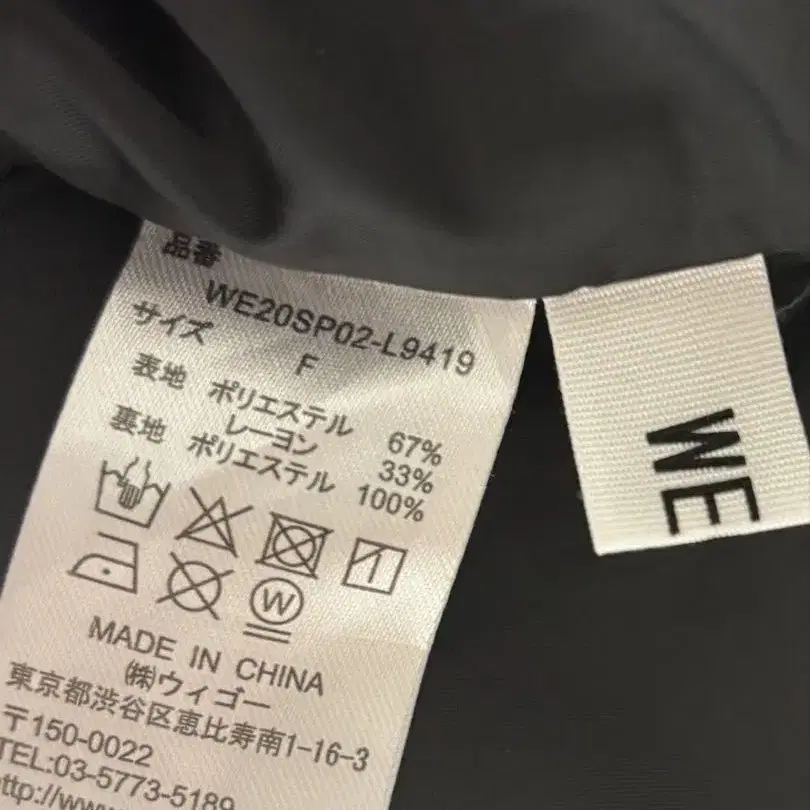 品番
WE20SP02-L9419
サイズ
F
表地 ポリエステル 67%
レーヨン 33%
裏地 ポリエステル 100%
W
MADE IN CHINA
㈱ウィゴー
東京都渋谷区恵比寿南1-16-3
〒150-0022
TEL:03-5773-5189
http://www
WE